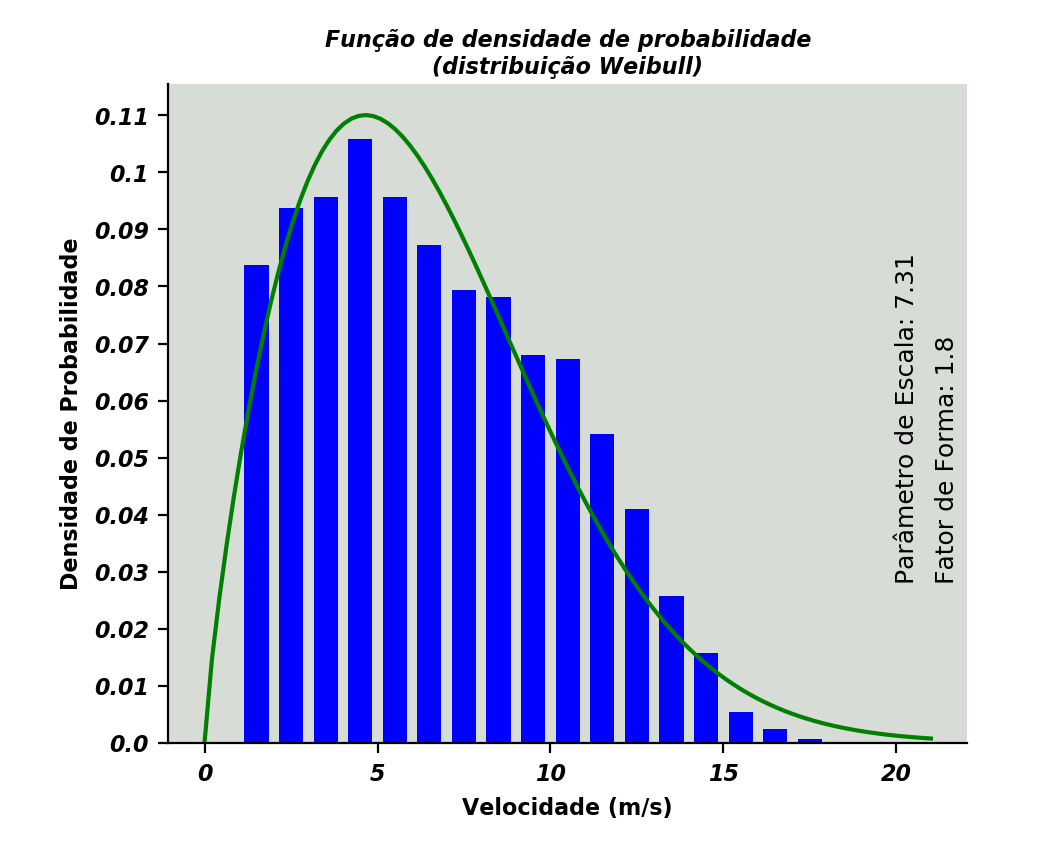 Função de densidade de probabilidade
(distribuição Weibull)
Densidade de Probabilidade
0.11
0.1
0.09
0.08
0.07
0.06
0.05
0.04
0.03
0.02
0.01
0.0
Parâmetro de Escala: 7.31
Fator de Forma: 1.8
0 5 10 15 20
Velocidade (m/s)